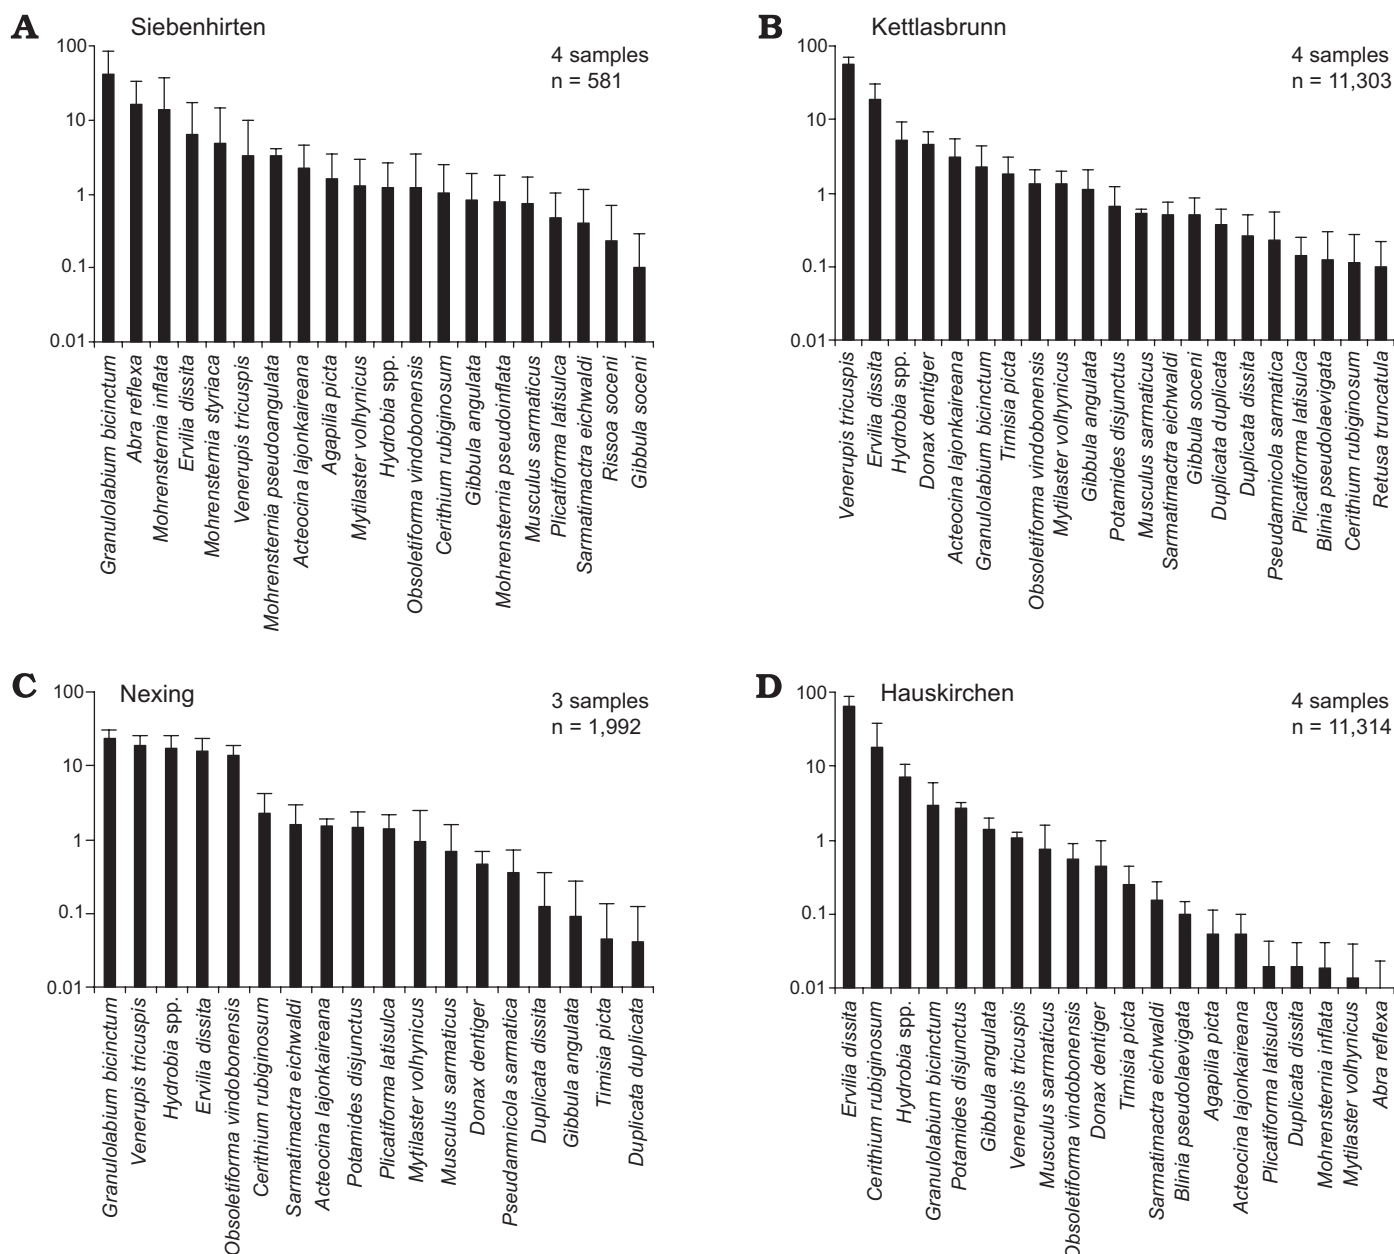 A Siebenhirten
4 samples
n = 581
100
10
1
0.1
0.01
Granulolabium bicinctum
Abra reflexa
Mohrensternia inflata
Ervilia dissita
Mohrensternia styriaca
Venerupis tricuspis
Mohrensternia pseudoangulata
Acteocina lajonkaireana
Agapilia picta
Mytilaster volhynicus
Hydrobia spp.
Obsoletiforma vindobonensis
Cerithium rubiginosum
Gibbula angulata
Mohrensternia pseudoinflata
Musculus sarmaticus
Plicatiforma latisulca
Sarmatimactra eichwaldi
Rissoa soceni
Gibbula soceni
B Kettlasbrunn
4 samples
n = 11,303
100
10
1
0.1
0.01
Venerupis tricuspis
Ervilia dissita
Hydrobia spp.
Donax dentiger
Acteocina lajonkaireana
Granulolabium bicinctum
Timisia picta
Obsoletiforma vindobonensis
Mytilaster volhynicus
Gibbula angulata
Potamides disjunctus
Musculus sarmaticus
Sarmatimactra eichwaldi
Gibbula soceni
Duplicata duplicata
Duplicata dissita
Pseudamnicola sarmatica
Plicatiforma latisulca
Blinia pseudolaevigata
Cerithium rubiginosum
Retusa truncatula
C Nexing
3 samples
n = 1,992
100
10
1
0.1
0.01
Granulolabium bicinctum
Venerupis tricuspis
Hydrobia spp.
Ervilia dissita
Obsoletiforma vindobonensis
Cerithium rubiginosum
Sarmatimactra eichwaldi
Acteocina lajonkaireana
Potamides disjunctus
Plicatiforma latisulca
Mytilaster volhynicus
Musculus sarmaticus
Donax dentiger
Pseudamnicola sarmatica
Duplicata dissita
Gibbula angulata
Timisia picta
Duplicata duplicata
D Hauskirchen
4 samples
n = 11,314
100
10
1
0.1
0.01
Ervilia dissita
Cerithium rubiginosum
Hydrobia spp.
Granulolabium bicinctum
Potamides disjunctus
Gibbula angulata
Venerupis tricuspis
Musculus sarmaticus
Obsoletiforma vindobonensis
Donax dentiger
Timisia picta
Sarmatimactra eichwaldi
Blinia pseudolaevigata
Agapilia picta
Acteocina lajonkaireana
Plicatiforma latisulca
Duplicata dissita
Mohrensternia inflata
Mytilaster volhynicus
Abra reflexa